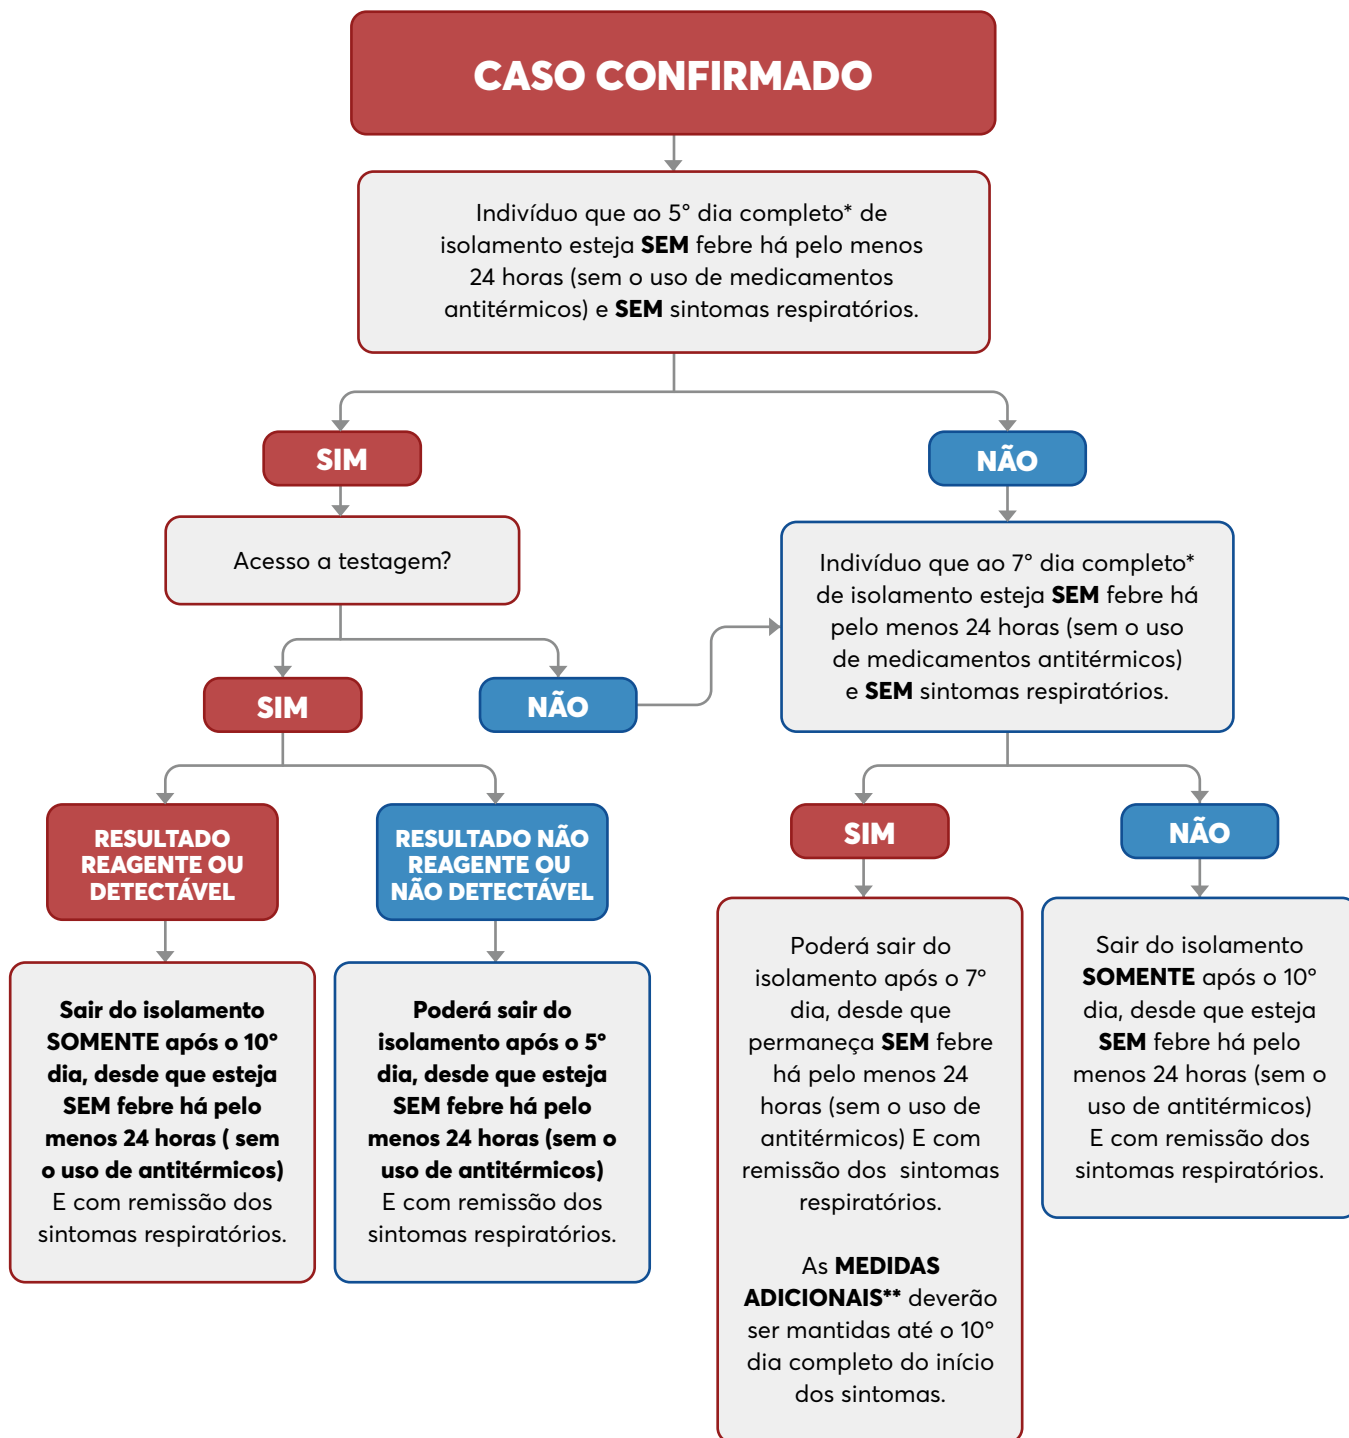 CASO CONFIRMADO
Indivíduo que ao 5° dia completo* de
isolamento esteja SEM febre há pelo menos
24 horas (sem o uso de medicamentos
antitérmicos) e SEM sintomas respiratórios.
SIM
NÃO
Acesso a testagem?
Indivíduo que ao 7° dia completo*
de isolamento esteja SEM febre há
pelo menos 24 horas (sem o uso
de medicamentos antitérmicos)
e SEM sintomas respiratórios.
SIM
NÃO
RESULTADO
REAGENTE OU
DETECTÁVEL
RESULTADO NÃO
REAGENTE OU
NÃO DETECTÁVEL
SIM
NÃO
Sair do isolamento
SOMENTE após o 10°
dia, desde que esteja
SEM febre há pelo
menos 24 horas ( sem
o uso de antitérmicos)
E com remissão dos
sintomas respiratórios.
Poderá sair do
isolamento após o 5°
dia, desde que esteja
SEM febre há pelo
menos 24 horas (sem o
uso de antitérmicos)
E com remissão dos
sintomas respiratórios.
Poderá sair do
isolamento após o 7°
dia, desde que
permaneça SEM febre
há pelo menos 24
horas (sem o uso de
antitérmicos) E com
remissão dos sintomas
respiratórios.
As MEDIDAS
ADICIONAIS** deverão
ser mantidas até o 10°
dia completo do início
dos sintomas.
Sair do isolamento
SOMENTE após o 10°
dia, desde que esteja
SEM febre há pelo
menos 24 horas (sem o
uso de antitérmicos)
E com remissão dos
sintomas respiratórios.